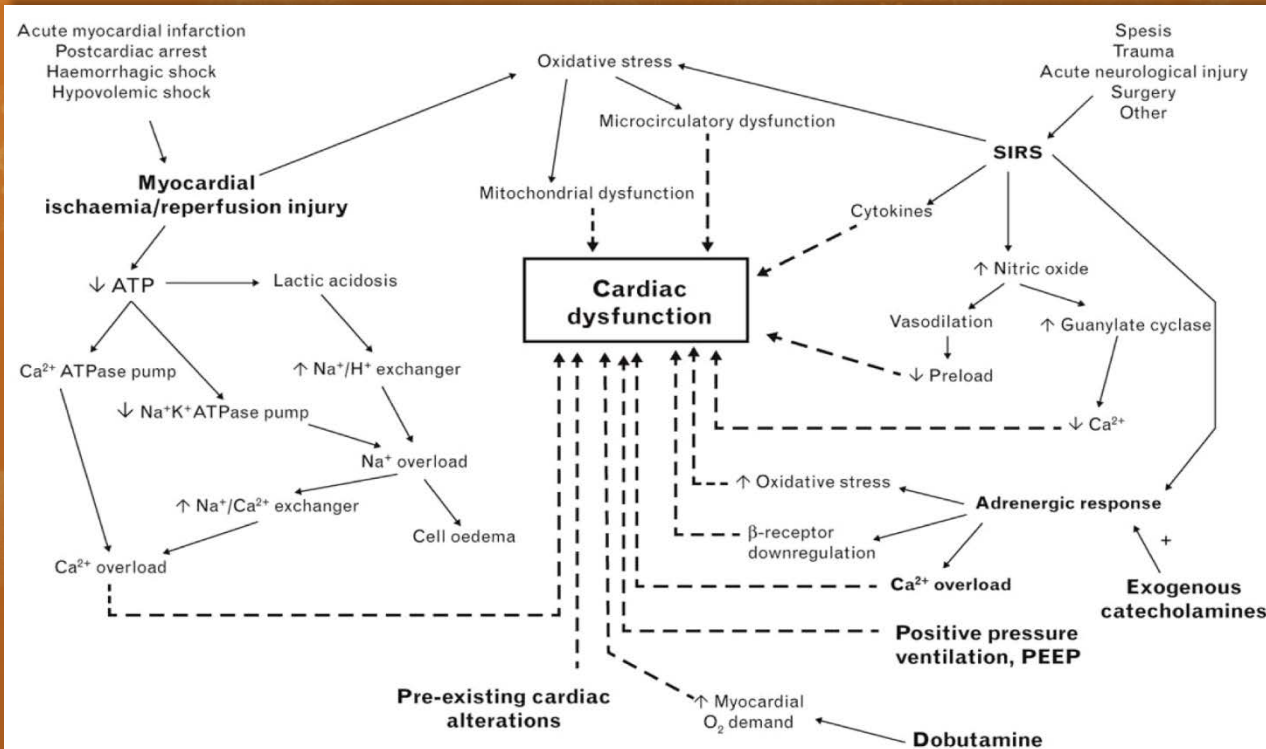 Acute myocardial infarction
Postcardiac arrest
Haemorrhagic shock
Hypovolemic shock
Oxidative stress
Spesis
Trauma
Acute neurological injury
Surgery
Other
Microcirculatory dysfunction
SIRS
Myocardial
ischaemia/reperfusion injury
Mitochondrial dysfunction
Cytokines
↓ ATP
Lactic acidosis
Cardiac
dysfunction
↑ Nitric oxide
Vasodilation
↑ Guanylate cyclase
Ca²⁺ ATPase pump
↑ Na⁺/H⁺ exchanger
↓ Preload
↓ Na⁺K⁺ATPase pump
↓ Ca²⁺
Na⁺ overload
↑ Oxidative stress
Adrenergic response
↑ Na⁺/Ca²⁺ exchanger
Cell oedema
β-receptor
downregulation
+
Ca²⁺ overload
Ca²⁺ overload
Exogenous
catecholamines
Positive pressure
ventilation, PEEP
Pre-existing cardiac
alterations
↑ Myocardial
O₂ demand
Dobutamine